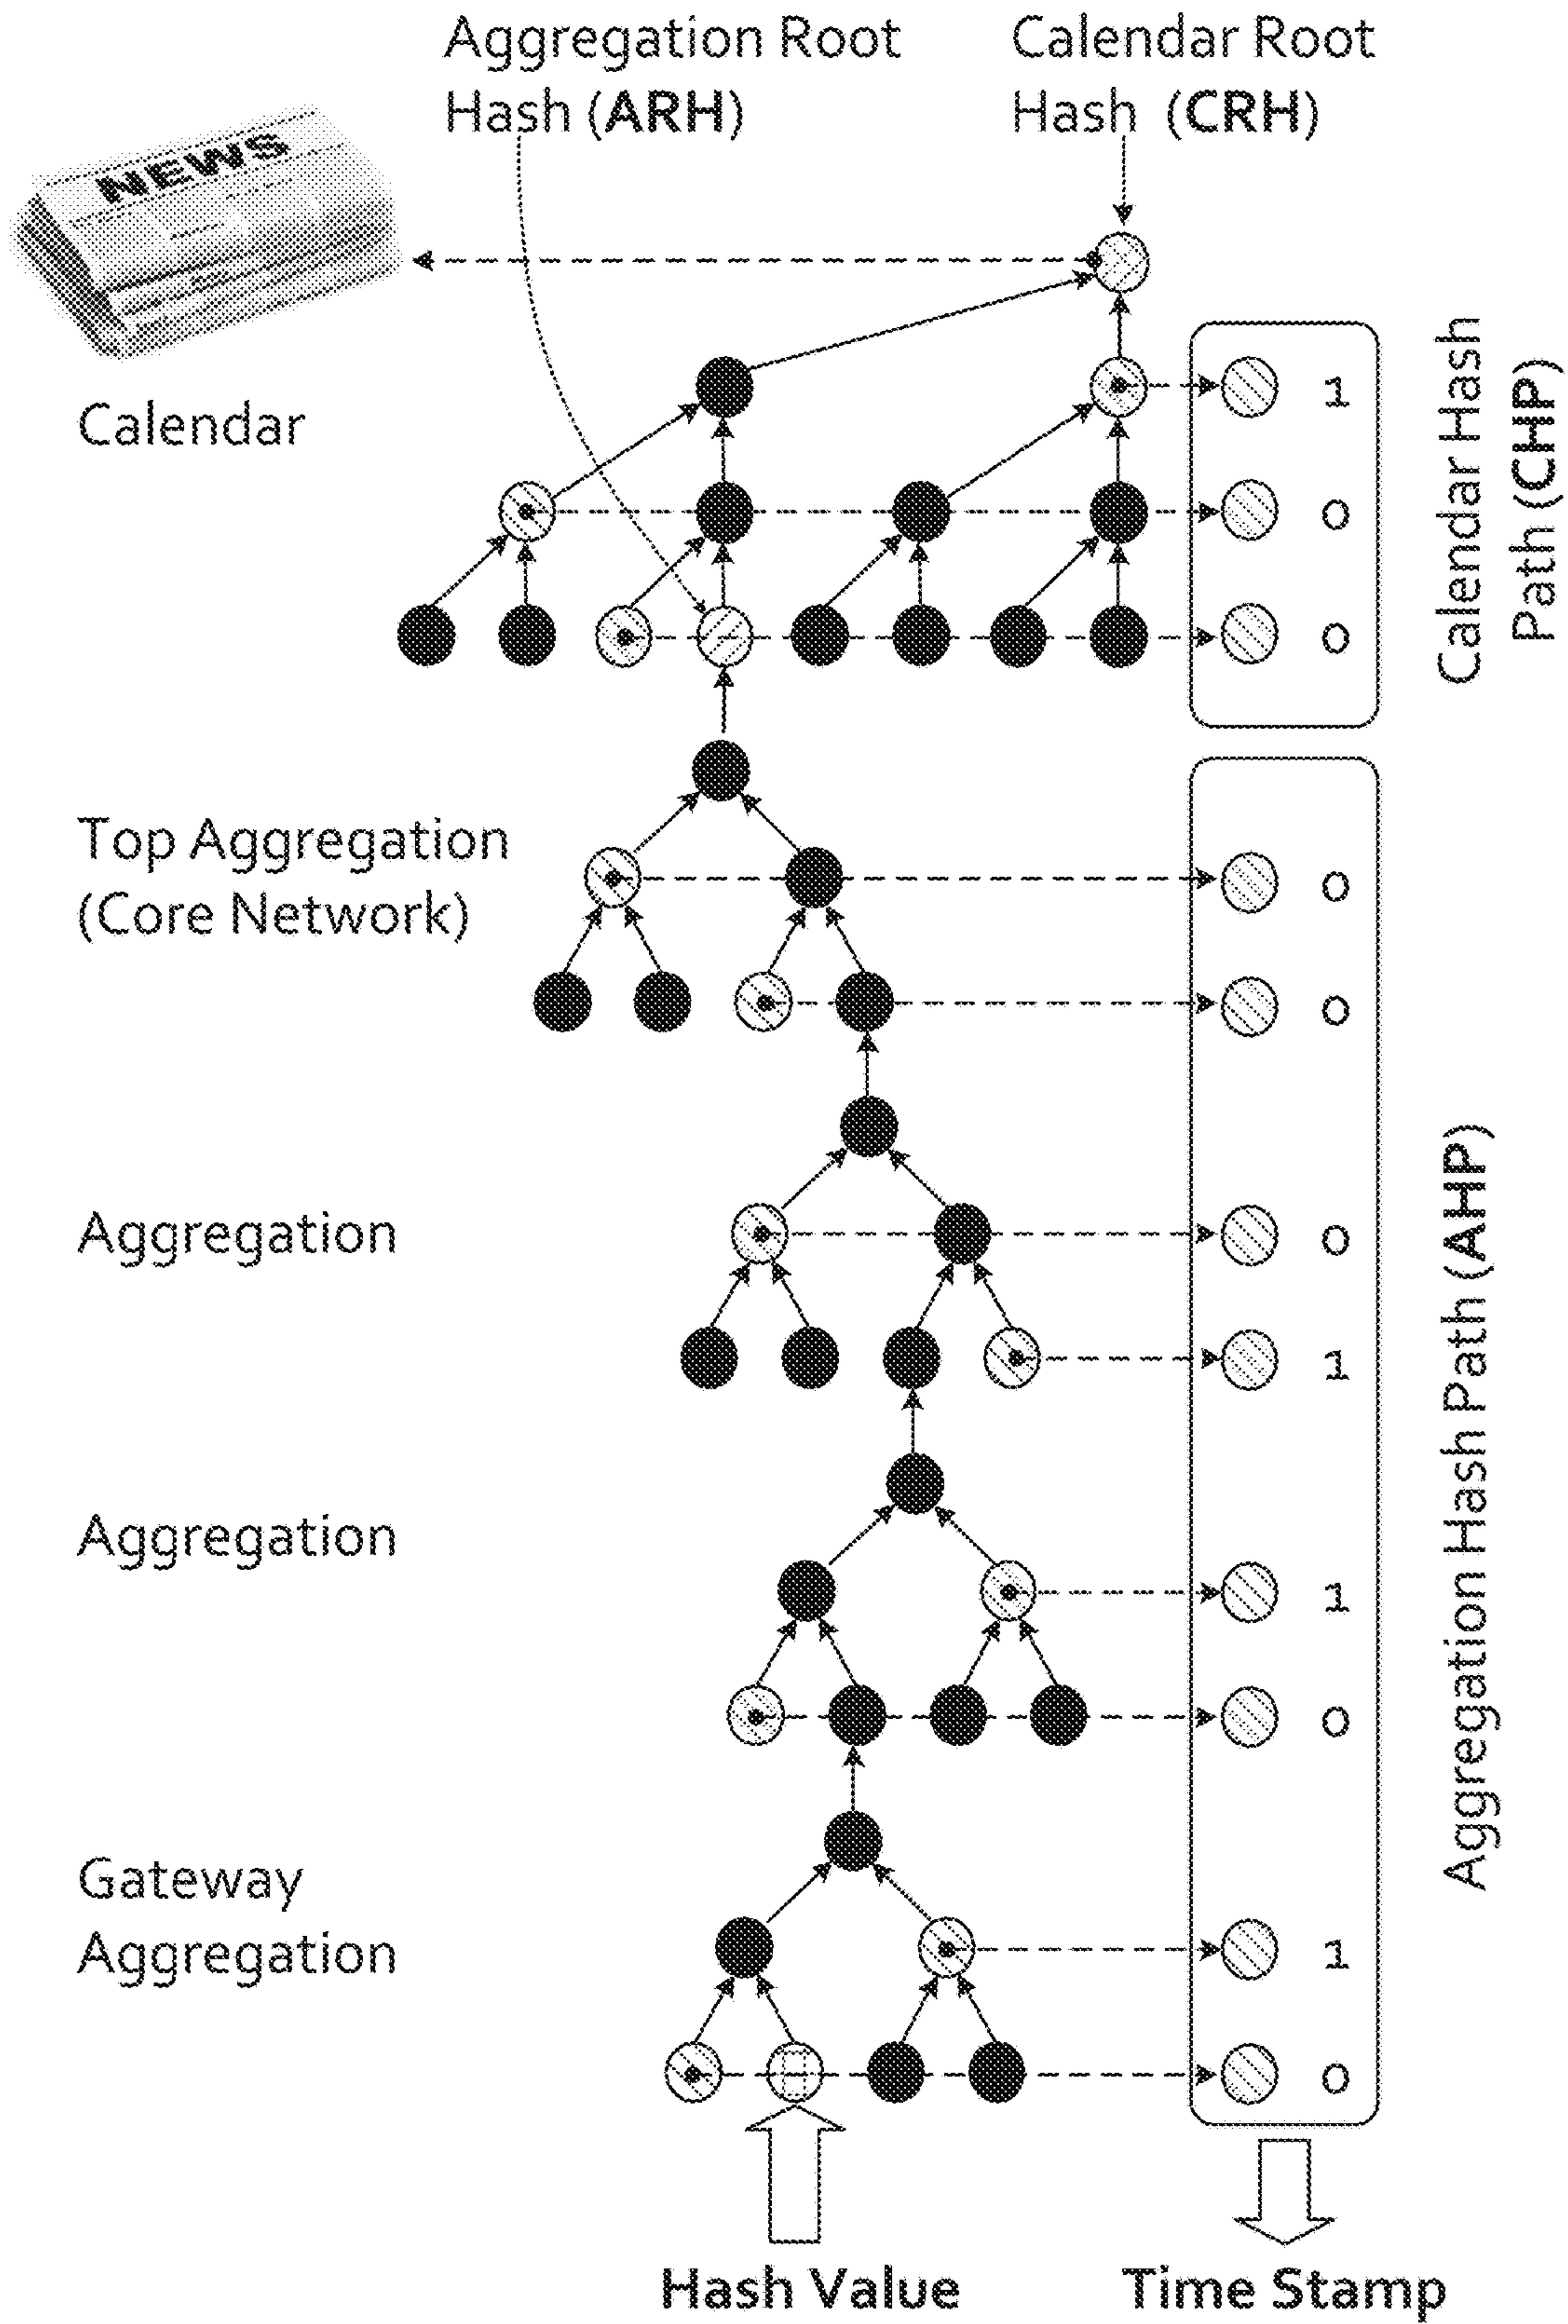 Aggregation Root
Hash (ARH)
Calendar Root
Hash (CRH)
NEWS
Calendar
1
0
0
Calendar Hash
Path (CHP)
Top Aggregation
(Core Network)
0
0
Aggregation
0
1
Aggregation Hash Path (AHP)
Aggregation
1
0
Gateway
Aggregation
1
0
Hash Value
Time Stamp